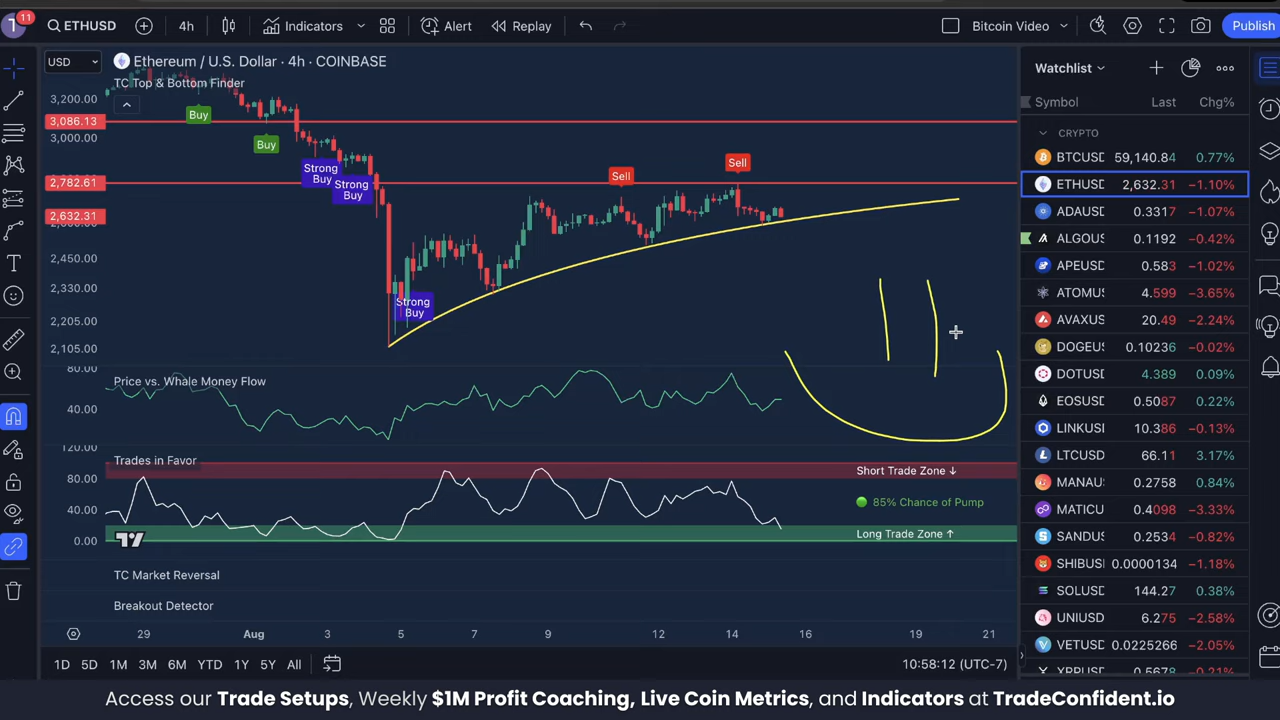 11
ETHUSD
4h
Indicators
Alert
Replay
Bitcoin Video
Publish
USD
Ethereum / U.S. Dollar · 4h · COINBASE
TC Top & Bottom Finder
3,200.00
3,086.13
3,000.00
2,782.61
2,632.31
2,450.00
2,330.00
2,205.00
2,105.00
Buy
Buy
Strong
Buy
Strong
Buy
Strong
Buy
Sell
Sell
80.00
Price vs. Whale Money Flow
40.00
120.00
Trades in Favor
80.00
40.00
0.00
Short Trade Zone ↓
85% Chance of Pump
Long Trade Zone ↑
TC Market Reversal
Breakout Detector
29 Aug 3 5 7 9 12 14 16 19 21
1D 5D 1M 3M 6M YTD 1Y 5Y All
10:58:12 (UTC-7)
Watchlist
Symbol Last Chg%
CRYPTO
BTCUSD 59,140.84 0.77%
ETHUSD 2,632.31 −1.10%
ADAUSD 0.3317 −1.07%
ALGOUS 0.1192 −0.42%
APEUSD 0.583 −1.02%
ATOMUS 4.599 −3.65%
AVAXUS 20.49 −2.24%
DOGEUS 0.10236 −0.02%
DOTUSD 4.389 0.09%
EOSUSD 0.5087 0.22%
LINKUSD 10.386 −0.13%
LTCUSD 66.11 3.17%
MANAUS 0.2758 0.84%
MATICU 0.4098 −3.33%
SANDUS 0.2534 −0.82%
SHIBUS 0.0000134 −1.18%
SOLUSD 144.27 0.38%
UNIUSD 6.275 −2.58%
VETUSD 0.0225266 −2.05%
XRPUSD 0.5678 −0.21%
Access our Trade Setups, Weekly $1M Profit Coaching, Live Coin Metrics, and Indicators at TradeConfident.io